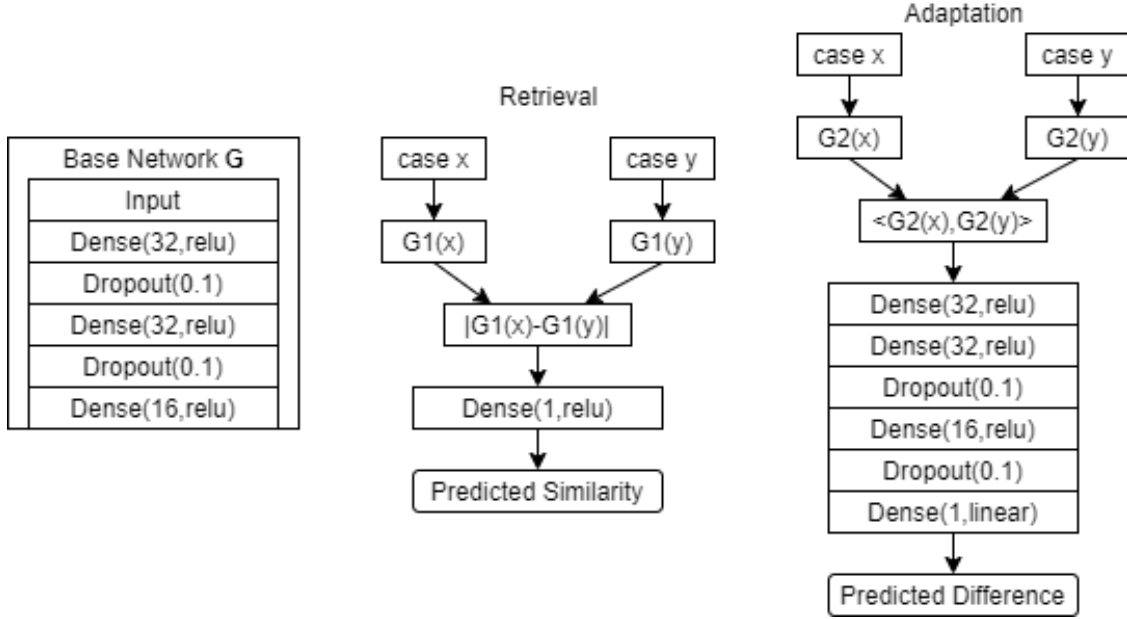 Base Network G
Input
Dense(32,relu)
Dropout(0.1)
Dense(32,relu)
Dropout(0.1)
Dense(16,relu)
Retrieval
case x
case y
G1(x)
G1(y)
|G1(x)-G1(y)|
Dense(1,relu)
Predicted Similarity
Adaptation
case x
case y
G2(x)
G2(y)
<G2(x),G2(y)>
Dense(32,relu)
Dense(32,relu)
Dropout(0.1)
Dense(16,relu)
Dropout(0.1)
Dense(1,linear)
Predicted Difference